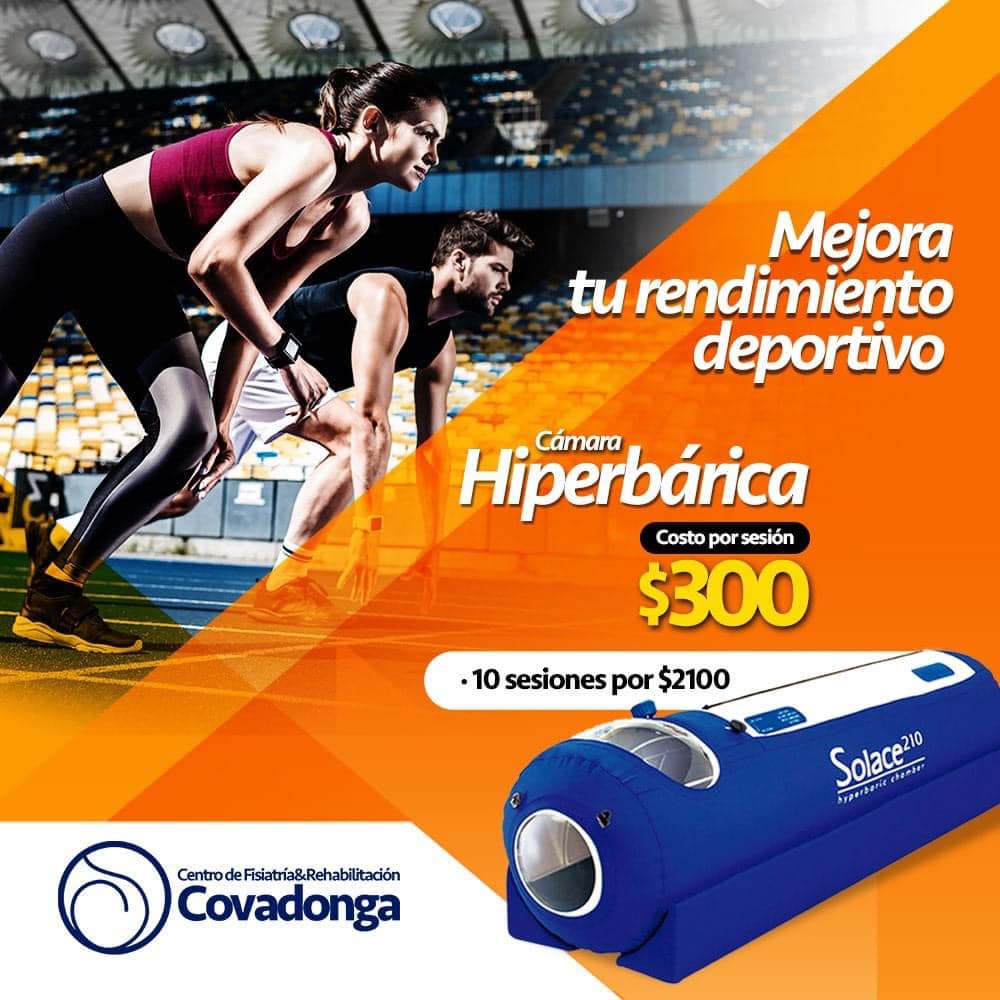 Mejora
tu rendimiento
deportivo
Cámara
Hiperbárica
Costo por sesión
$300
· 10 sesiones por $2100
Solace210
hyperbaric chamber
Centro de Fisiatría&Rehabilitación
Covadonga